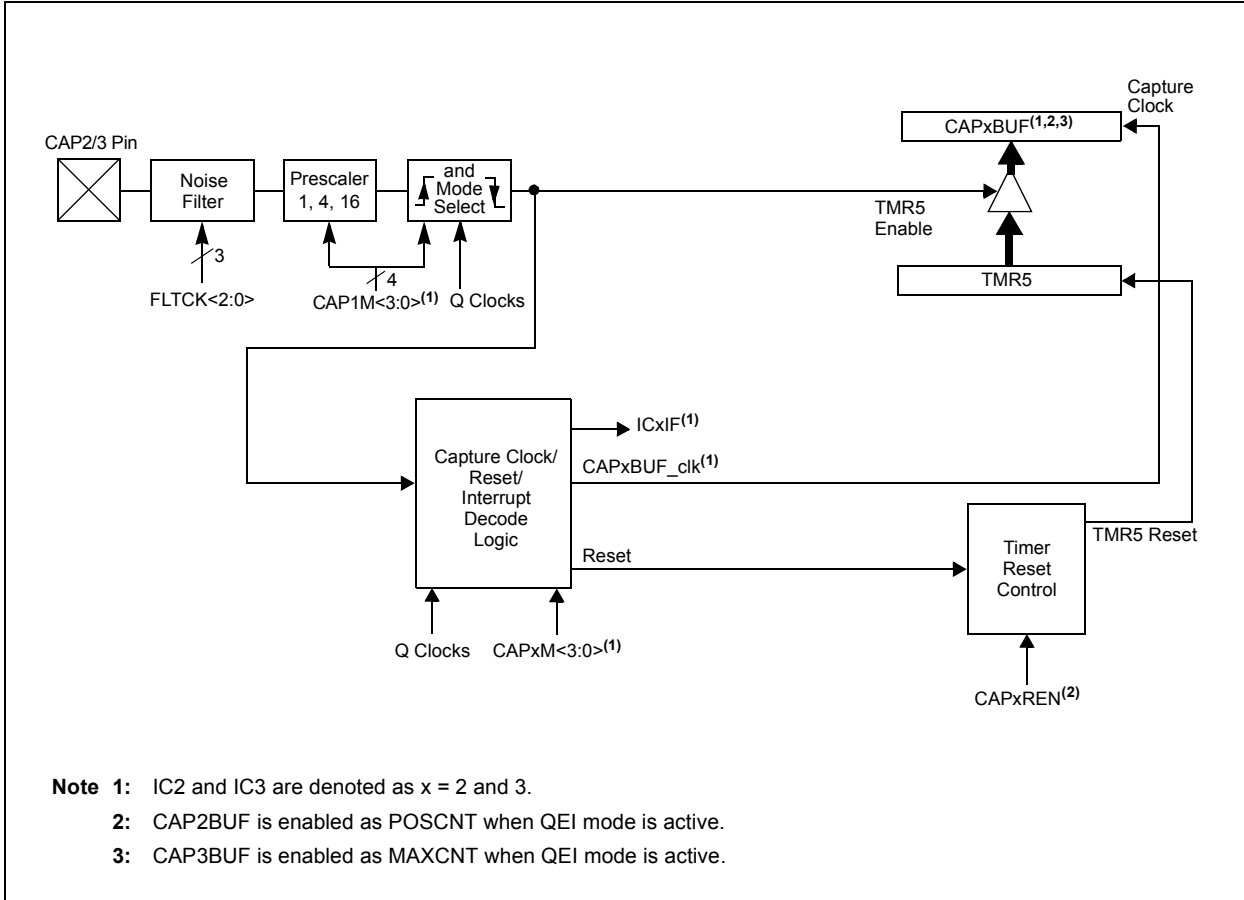 Capture
Clock
CAPxBUF(1,2,3)
CAP2/3 Pin
Noise
Filter
Prescaler
1, 4, 16
and
Mode
Select
TMR5
Enable
3
4
FLTCK<2:0>
CAP1M<3:0>(1)
Q Clocks
TMR5
ICxIF(1)
CAPxBUF_clk(1)
Capture Clock/
Reset/
Interrupt
Decode
Logic
Reset
TMR5 Reset
Timer
Reset
Control
Q Clocks
CAPxM<3:0>(1)
CAPxREN(2)
Note 1: IC2 and IC3 are denoted as x = 2 and 3.
2: CAP2BUF is enabled as POSCNT when QEI mode is active.
3: CAP3BUF is enabled as MAXCNT when QEI mode is active.